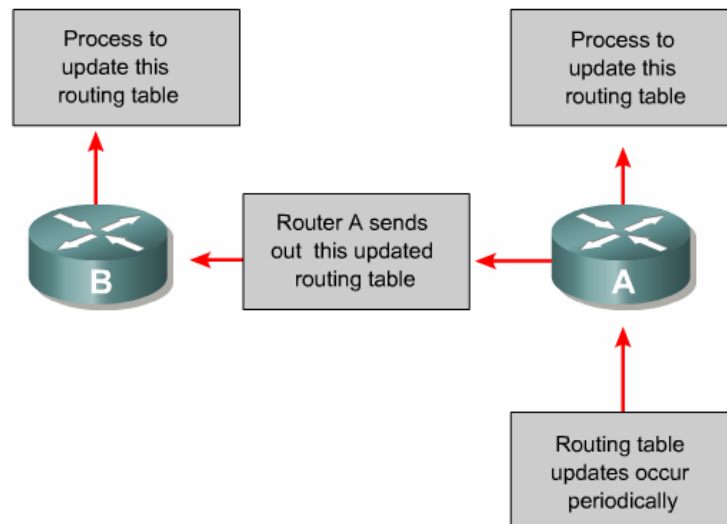 Process to
update this
routing table
Process to
update this
routing table
Router A sends
out this updated
routing table
B
A
Routing table
updates occur
periodically